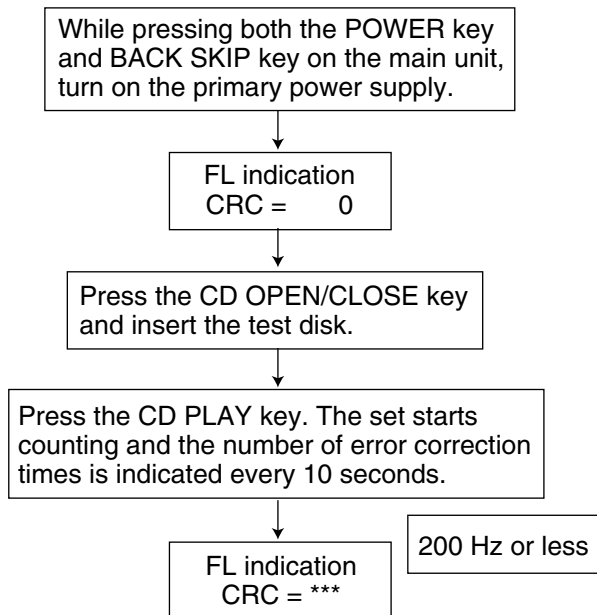 While pressing both the POWER key
and BACK SKIP key on the main unit,
turn on the primary power supply.
FL indication
CRC =      0
Press the CD OPEN/CLOSE key
and insert the test disk.
Press the CD PLAY key. The set starts
counting and the number of error correction
times is indicated every 10 seconds.
200 Hz or less
FL indication
CRC = ***